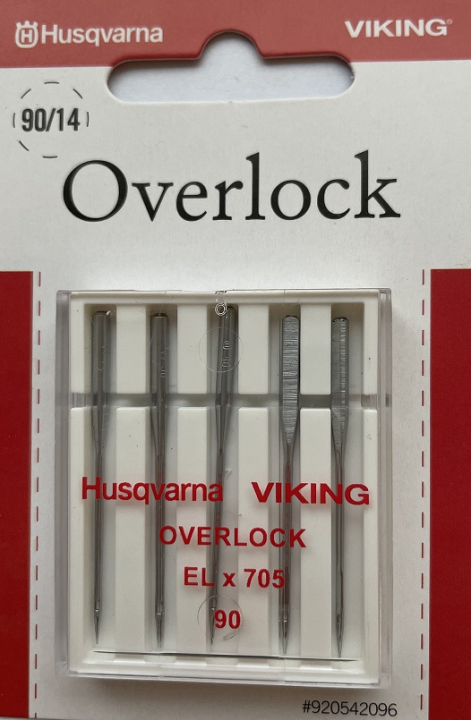 Husqvarna VIKING®
90/14
Overlock
Husqvarna VIKING
OVERLOCK
EL x 705
90
#920542096